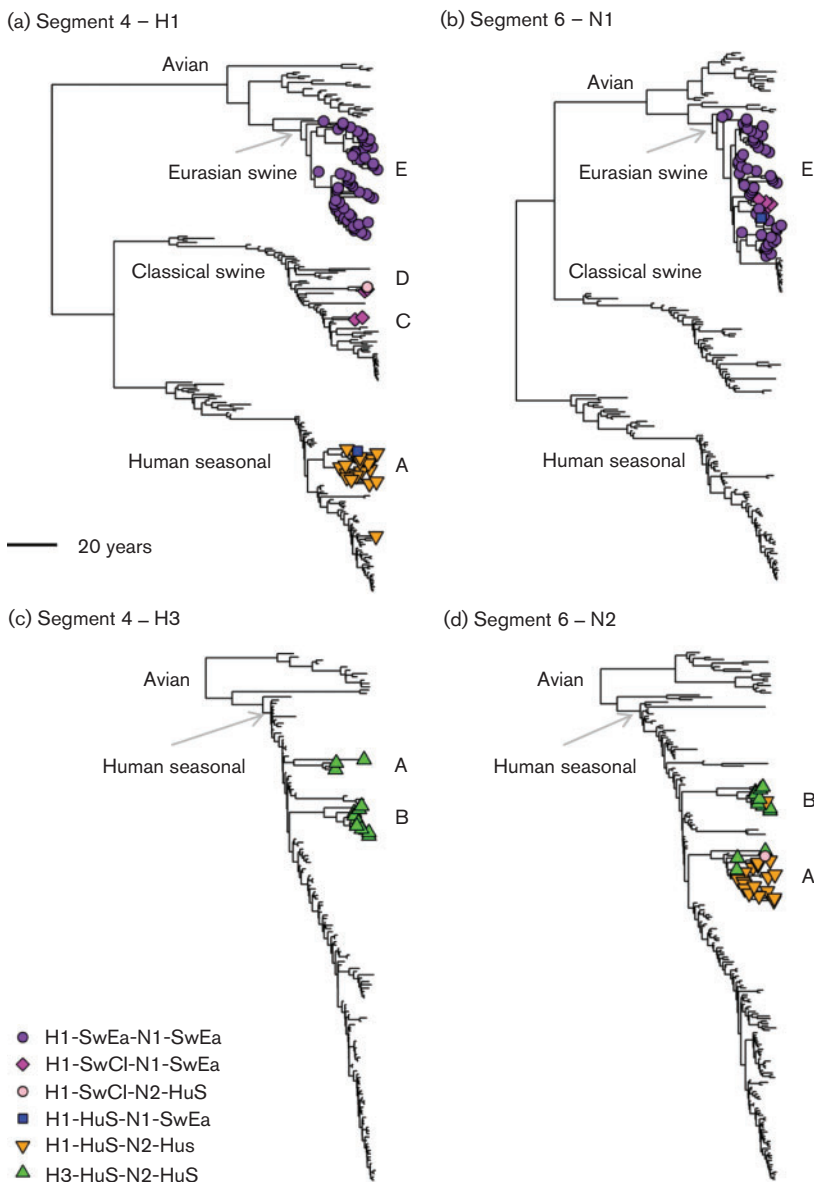 (a) Segment 4 – H1
Avian
Eurasian swine
E
Classical swine
D
C
Human seasonal
A
20 years
(b) Segment 6 – N1
Avian
Eurasian swine
E
Classical swine
Human seasonal
(c) Segment 4 – H3
Avian
Human seasonal
A
B
(d) Segment 6 – N2
Avian
Human seasonal
B
A
H1-SwEa-N1-SwEa
H1-SwCl-N1-SwEa
H1-SwCl-N2-HuS
H1-HuS-N1-SwEa
H1-HuS-N2-Hus
H3-HuS-N2-HuS